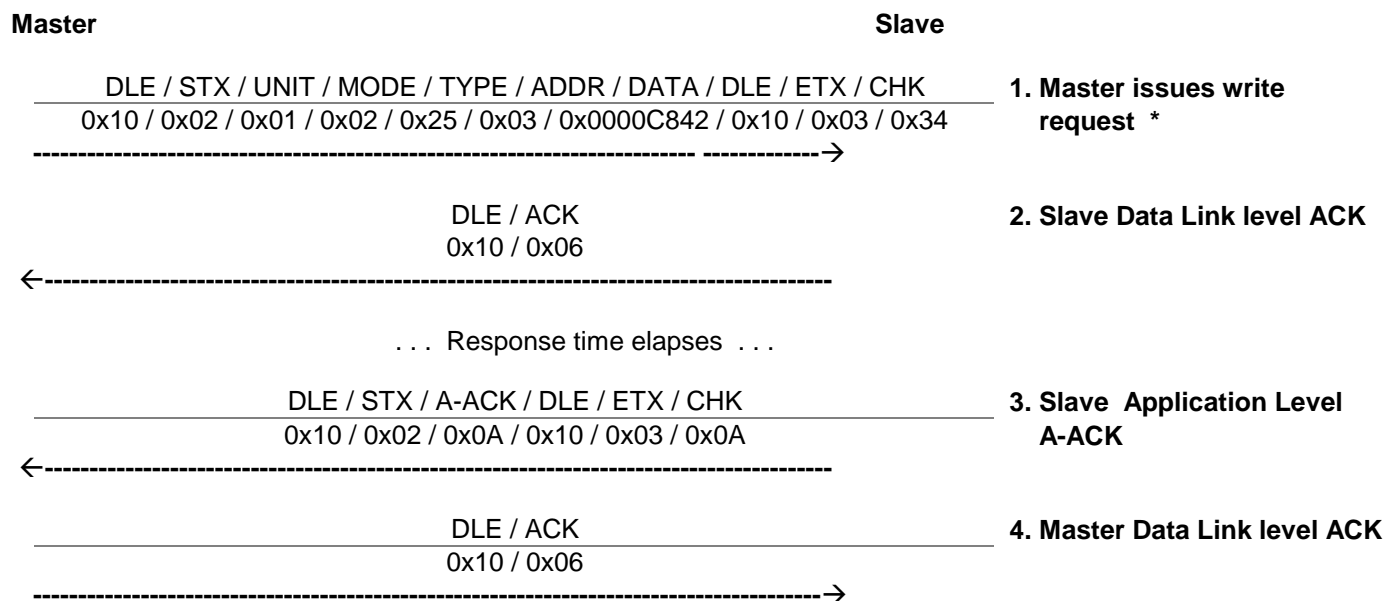 Master Slave
DLE / STX / UNIT / MODE / TYPE / ADDR / DATA / DLE / ETX / CHK 1. Master issues write
0x10 / 0x02 / 0x01 / 0x02 / 0x25 / 0x03 / 0x0000C842 / 0x10 / 0x03 / 0x34 request *
DLE / ACK 2. Slave Data Link level ACK
0x10 / 0x06
. . . Response time elapses . . .
DLE / STX / A-ACK / DLE / ETX / CHK 3. Slave Application Level
0x10 / 0x02 / 0x0A / 0x10 / 0x03 / 0x0A A-ACK
DLE / ACK 4. Master Data Link level ACK
0x10 / 0x06